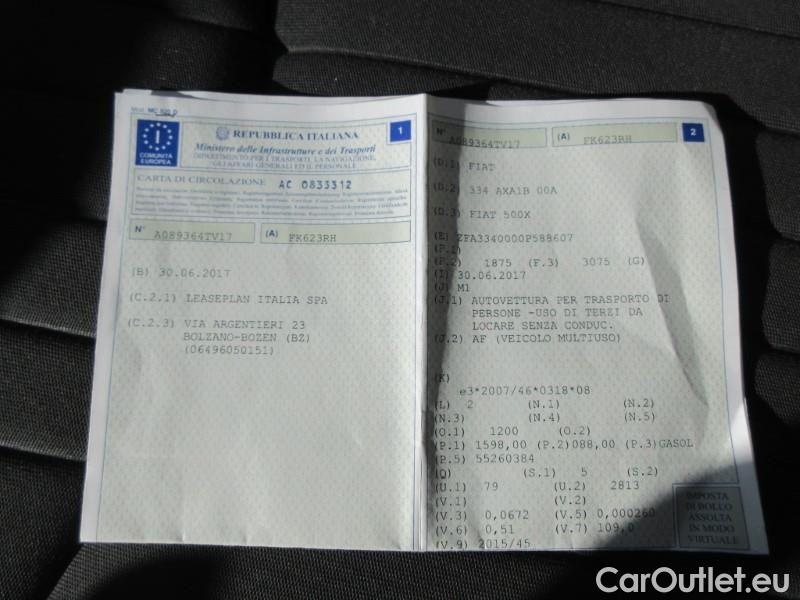 Mod. MC 820 D
i
COMUNITÀ
EUROPEA
REPUBBLICA ITALIANA
1
Ministero delle Infrastrutture e dei Trasporti
DIPARTIMENTO PER I TRASPORTI, LA NAVIGAZIONE,
GLI AFFARI GENERALI ED IL PERSONALE
CARTA DI CIRCOLAZIONE AC 0833312
N° A089364TV17 (A) FK623RH
(B) 30.06.2017
(C.2.1) LEASEPLAN ITALIA SPA
(C.2.3) VIA ARGENTIERI 23
BOLZANO-BOZEN (BZ)
(06496050151)
N° A089364TV17 (A) FK623RH 2
(D.1) FIAT
(D.2) 334 AXA1B 00A
(D.3) FIAT 500X
(E) ZFA3340000P588607
(F.1)
(F.2) 1875 (F.3) 3075 (G)
(I) 30.06.2017
(J) M1
(J.1) AUTOVETTURA PER TRASPORTO DI
PERSONE -USO DI TERZI DA
LOCARE SENZA CONDUC.
(J.2) AF (VEICOLO MULTIUSO)
(K)
e3*2007/46*0318*08
(L) 2 (N.1) (N.2)
(N.3) (N.4) (N.5)
(O.1) 1200 (O.2)
(P.1) 1598,00 (P.2)088,00 (P.3)GASOL
(P.5) 55260384
(Q) (S.1) 5 (S.2)
(U.1) 79 (U.2) 2813
(V.1) (V.2)
(V.3) 0,0672 (V.5) 0,000260
(V.6) 0,51 (V.7) 109,0
(V.9) 2015/45
IMPOSTA
DI BOLLO
ASSOLTA
IN MODO
VIRTUALE
CarOutlet.eu